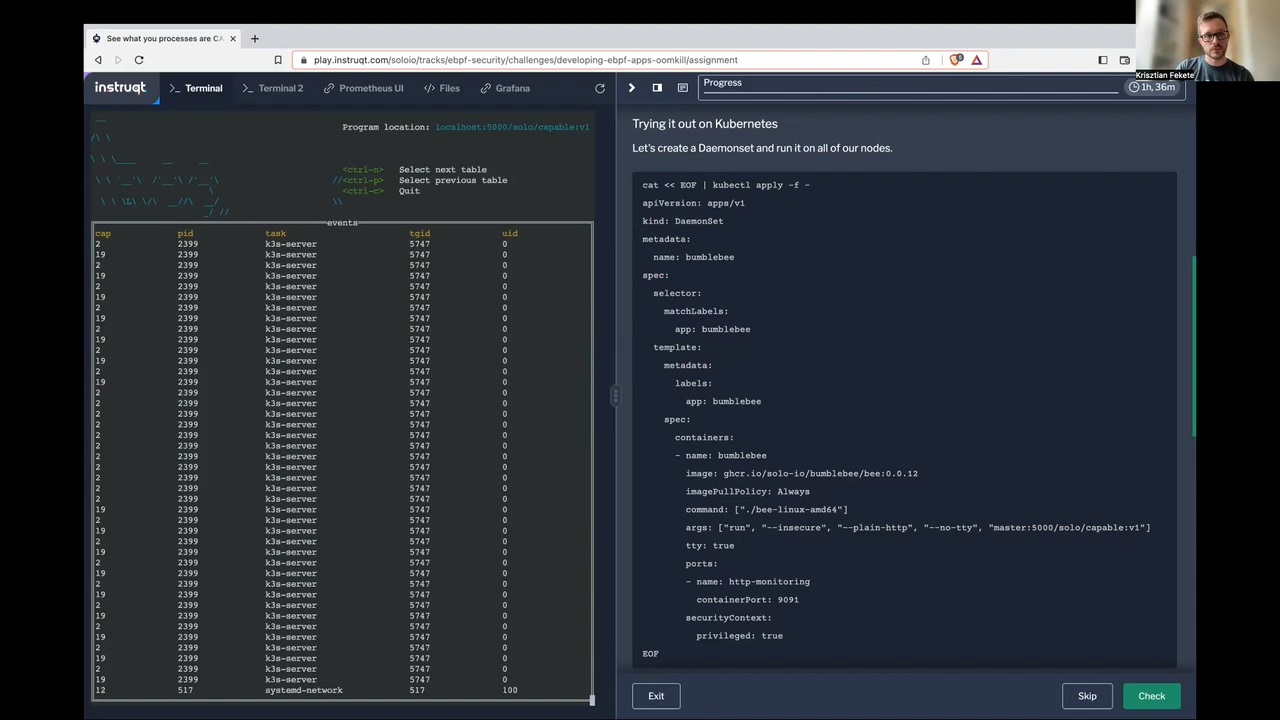 See what you processes are CA
play.instruqt.com/soloio/tracks/ebpf-security/challenges/developing-ebpf-apps-oomkill/assignment
Krisztian Fekete
instruqt
Terminal
Terminal 2
Prometheus UI
Files
Grafana
Progress
1h, 36m
Program location: localhost:5000/solo/capable:v1
<ctrl-n> Select next table
<ctrl-p> Select previous table
<ctrl-c> Quit
events
cap pid task tgid uid
2 2399 k3s-server 5747 0
19 2399 k3s-server 5747 0
2 2399 k3s-server 5747 0
19 2399 k3s-server 5747 0
2 2399 k3s-server 5747 0
19 2399 k3s-server 5747 0
2 2399 k3s-server 5747 0
19 2399 k3s-server 5747 0
2 2399 k3s-server 5747 0
19 2399 k3s-server 5747 0
2 2399 k3s-server 5747 0
19 2399 k3s-server 5747 0
2 2399 k3s-server 5747 0
19 2399 k3s-server 5747 0
2 2399 k3s-server 5747 0
2 2399 k3s-server 5747 0
2 2399 k3s-server 5747 0
2 2399 k3s-server 5747 0
2 2399 k3s-server 5747 0
2 2399 k3s-server 5747 0
2 2399 k3s-server 5747 0
2 2399 k3s-server 5747 0
2 2399 k3s-server 5747 0
2 2399 k3s-server 5747 0
2 2399 k3s-server 5747 0
19 2399 k3s-server 5747 0
2 2399 k3s-server 5747 0
19 2399 k3s-server 5747 0
2 2399 k3s-server 5747 0
19 2399 k3s-server 5747 0
2 2399 k3s-server 5747 0
19 2399 k3s-server 5747 0
2 2399 k3s-server 5747 0
19 2399 k3s-server 5747 0
2 2399 k3s-server 5747 0
19 2399 k3s-server 5747 0
2 2399 k3s-server 5747 0
19 2399 k3s-server 5747 0
2 2399 k3s-server 5747 0
19 2399 k3s-server 5747 0
2 2399 k3s-server 5747 0
19 2399 k3s-server 5747 0
12 517 systemd-network 517 100
Trying it out on Kubernetes
Let's create a Daemonset and run it on all of our nodes.
cat << EOF | kubectl apply -f -
apiVersion: apps/v1
kind: DaemonSet
metadata:
name: bumblebee
spec:
selector:
matchLabels:
app: bumblebee
template:
metadata:
labels:
app: bumblebee
spec:
containers:
- name: bumblebee
image: ghcr.io/solo-io/bumblebee/bee:0.0.12
imagePullPolicy: Always
command: ["./bee-linux-amd64"]
args: ["run", "--insecure", "--plain-http", "--no-tty", "master:5000/solo/capable:v1"]
tty: true
ports:
- name: http-monitoring
containerPort: 9091
securityContext:
privileged: true
EOF
Exit
Skip
Check